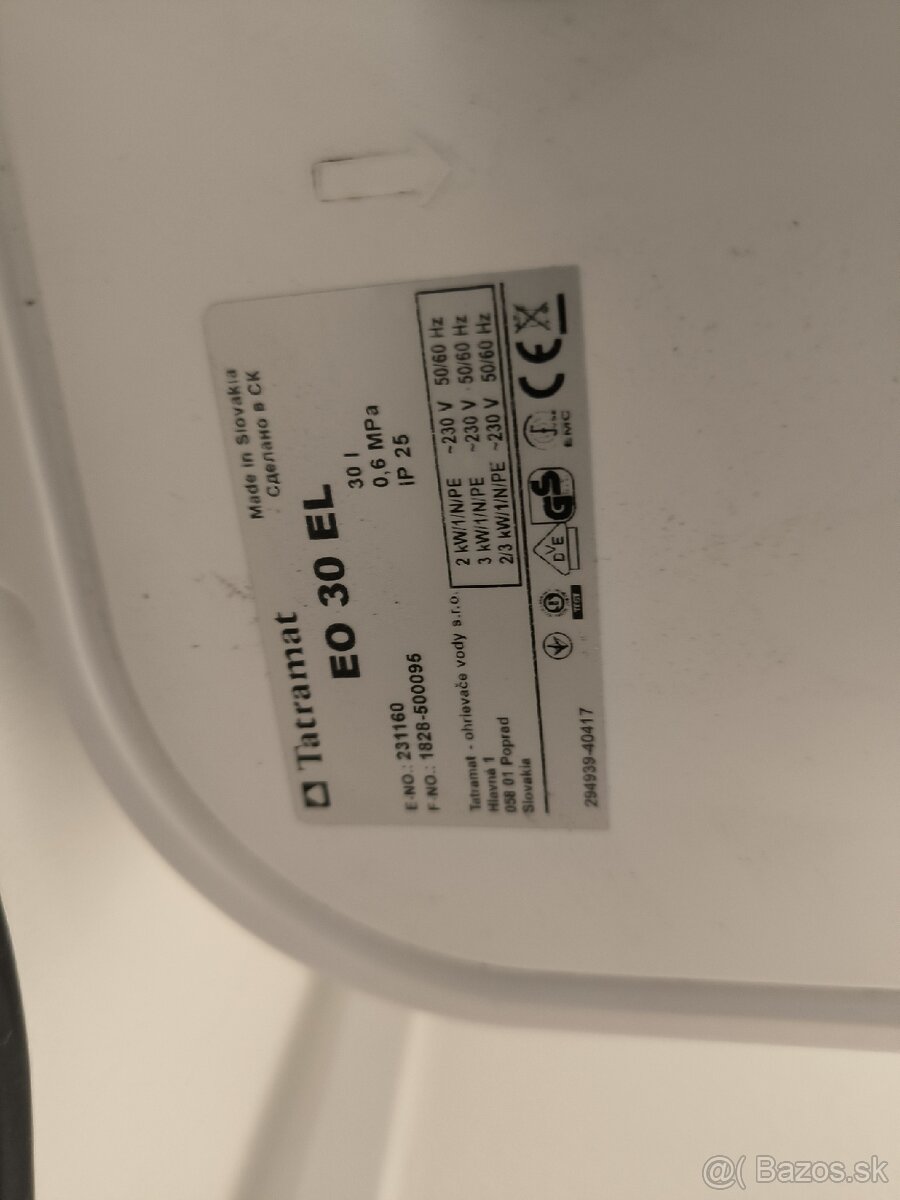 Tatramat
Made in Slovakia
Сделано в СК
EO 30 EL
30 l
0,6 MPa
IP 25
E-NO.: 231160
F-NO.: 1828-500095
Tatramat - ohrievače vody s.r.o.
Hlavná 1
058 01 Poprad
Slovakia
2 kW/1/N/PE ~230 V 50/60 Hz
3 kW/1/N/PE ~230 V 50/60 Hz
2/3 kW/1/N/PE ~230 V 50/60 Hz
TEST
DVE
GS
EMC
CE
294939-40417
@( Bazos.sk